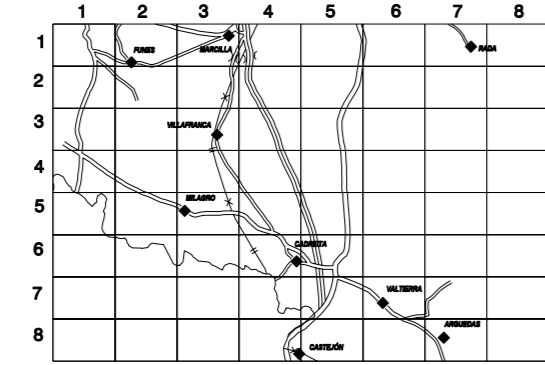 1 2 3 4 5 6 7 8
1
FUNES
MARCILLA
RADA
2
3
VILLAFRANCA
4
5
MILAGRO
6
CADREITA
7
VALTIERRA
8
ARGUEDAS
CASTEJÓN